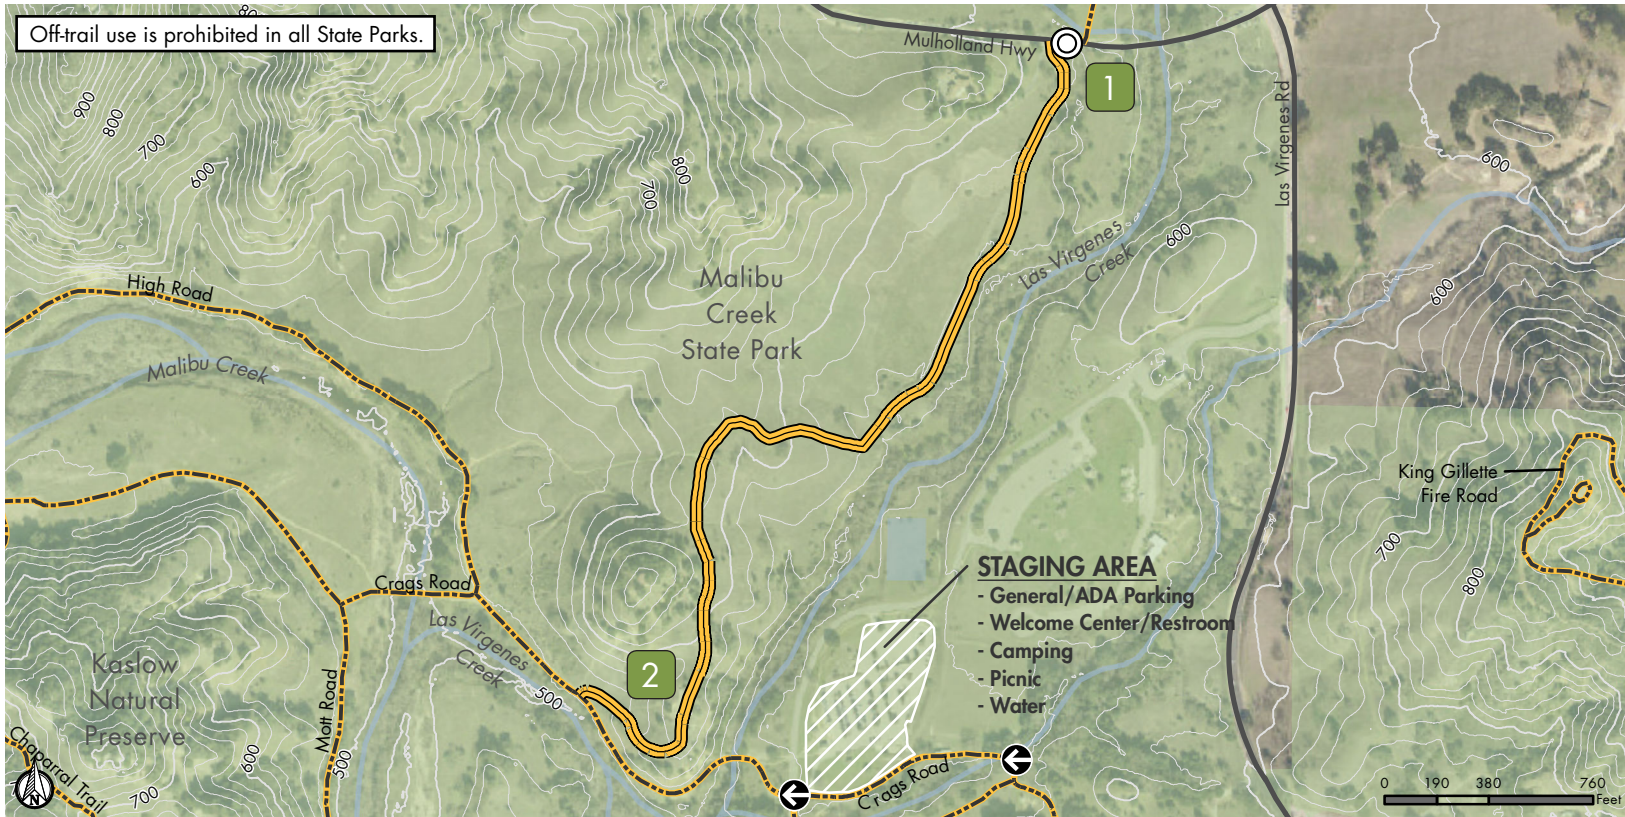 Off-trail use is prohibited in all State Parks.
Mulholland Hwy
1
Las Virgenes Rd
900
800
700
600
800
700
600
600
600
Las Virgenes
Creek
Malibu
Creek
State Park
High Road
Malibu Creek
King Gillette
Fire Road
700
800
STAGING AREA
- General/ADA Parking
- Welcome Center/Restroom
- Camping
- Picnic
- Water
Crags Road
Las Virgenes
Creek
500
2
Kaslow
Natural
Preserve
Mott Road
500
600
700
Chaparral Trail
N
Crags Road
0 190 380 760
Feet